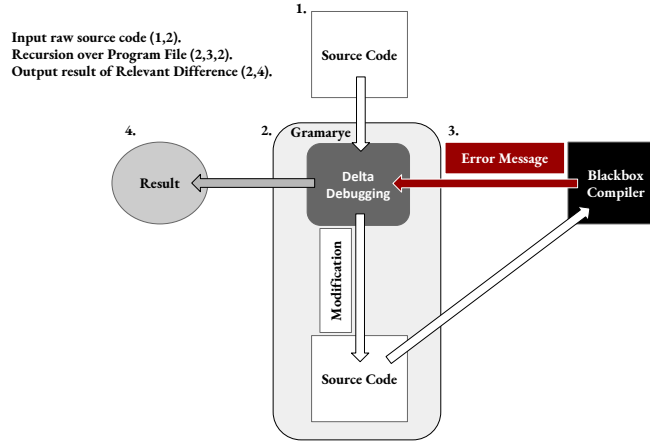 1.
Input raw source code (1,2).
Recursion over Program File (2,3,2).
Output result of Relevant Difference (2,4).
Source Code
4.
2.
Gramarye
3.
Error Message
Result
Delta
Debugging
Blackbox
Compiler
Modification
Source Code